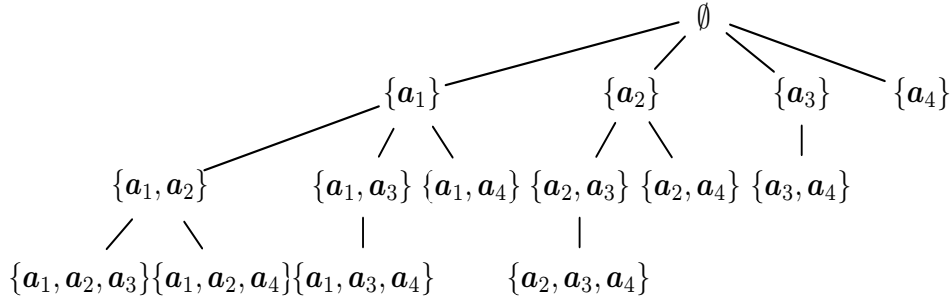 ∅
{a₁} {a₂} {a₃} {a₄}
{a₁, a₂} {a₁, a₃} {a₁, a₄} {a₂, a₃} {a₂, a₄} {a₃, a₄}
{a₁, a₂, a₃} {a₁, a₂, a₄} {a₁, a₃, a₄} {a₂, a₃, a₄}